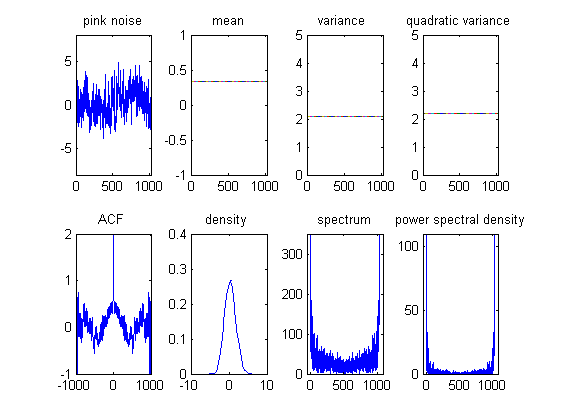 pink noise mean variance quadratic variance
5 0 -5
0 500 1000
1 0.5 0 -0.5 -1
0 500 1000
5 4 3 2 1 0
0 500 1000
5 4 3 2 1 0
0 500 1000
ACF density spectrum power spectral density
2 1 0 -1
-1000 0 1000
0.4 0.3 0.2 0.1 0
-10 0 10
300 200 100 0
0 500 1000
100 50 0
0 500 1000